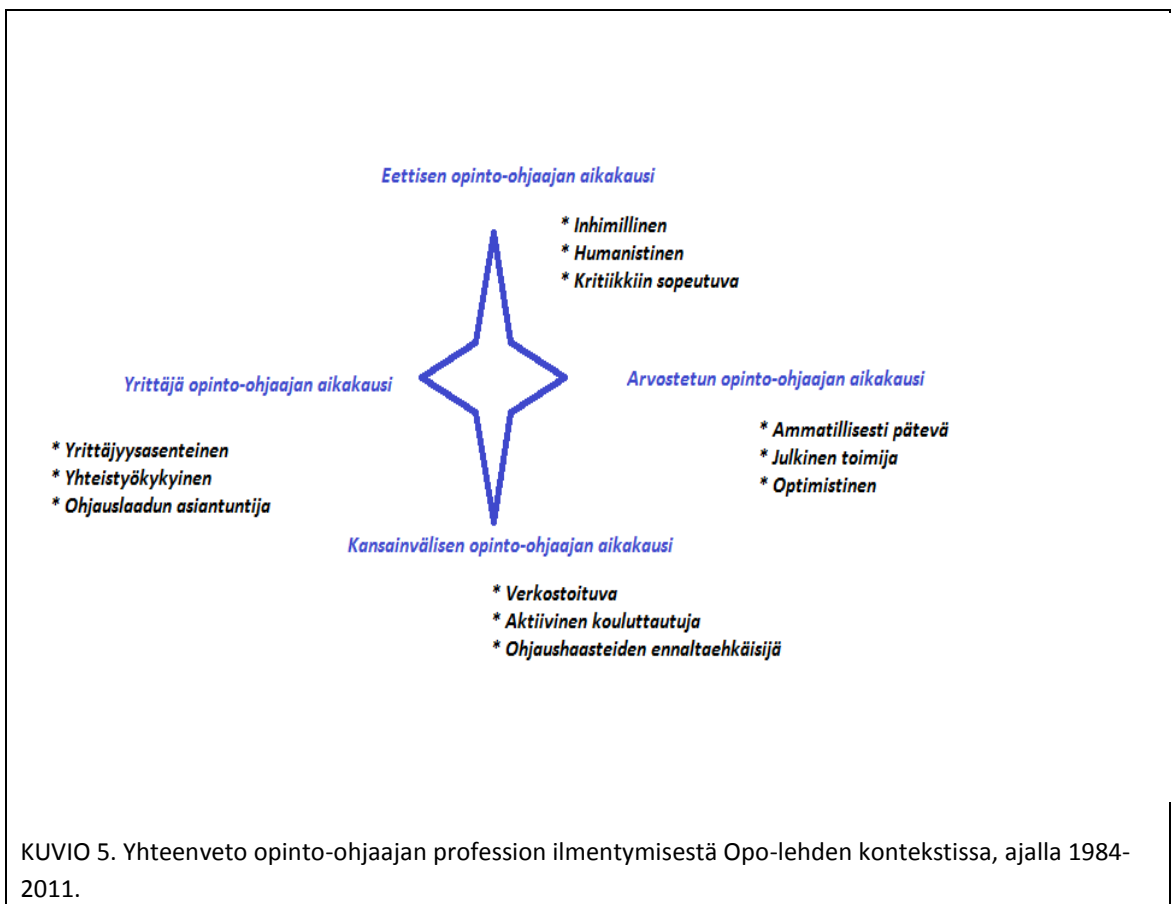 Eettisen opinto-ohjaajan aikakausi
* Inhimillinen
* Humanistinen
* Kritiikkiin sopeutuva
Yrittäjä opinto-ohjaajan aikakausi
* Yrittäjyysasenteinen
* Yhteistyökykyinen
* Ohjauslaadun asiantuntija
Arvostetun opinto-ohjaajan aikakausi
* Ammatillisesti pätevä
* Julkinen toimija
* Optimistinen
Kansainvälisen opinto-ohjaajan aikakausi
* Verkostoituva
* Aktiivinen kouluttautuja
* Ohjaushaasteiden ennaltaehkäisijä
KUVIO 5. Yhteenveto opinto-ohjaajan profession ilmentymisestä Opo-lehden kontekstissa, ajalla 1984-
2011.